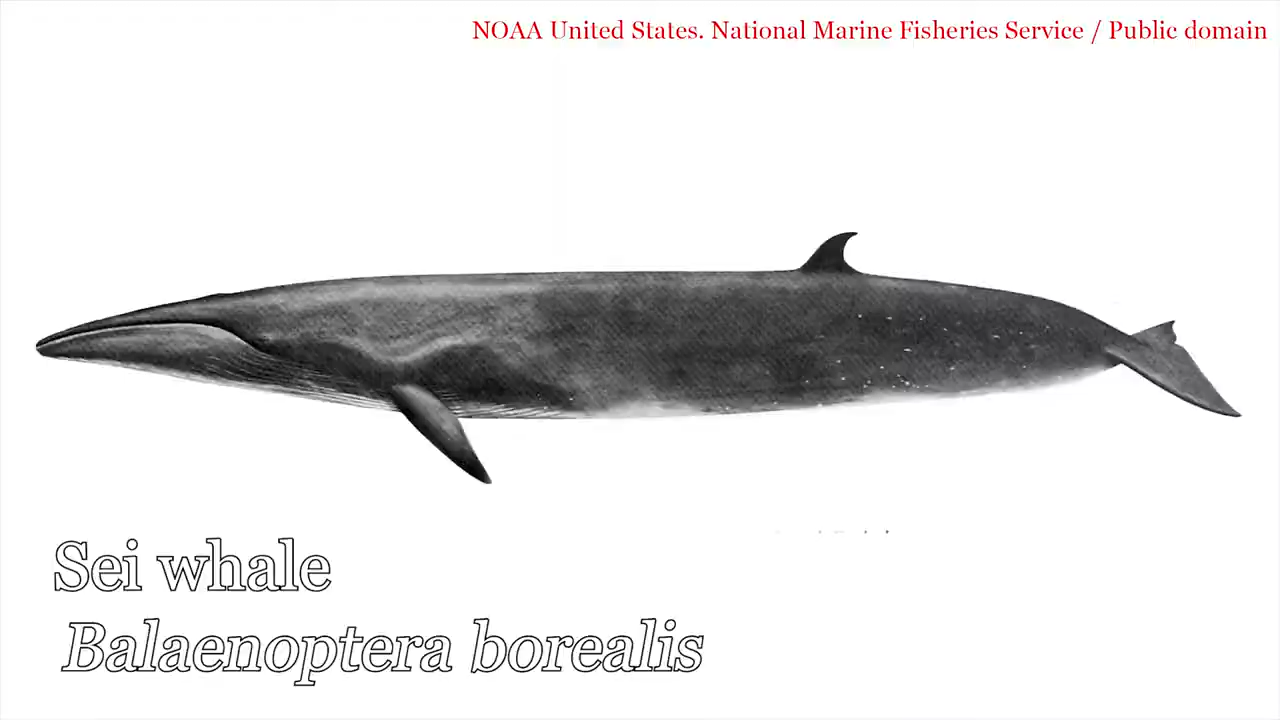 NOAA United States. National Marine Fisheries Service / Public domain
Sei whale
Balaenoptera borealis